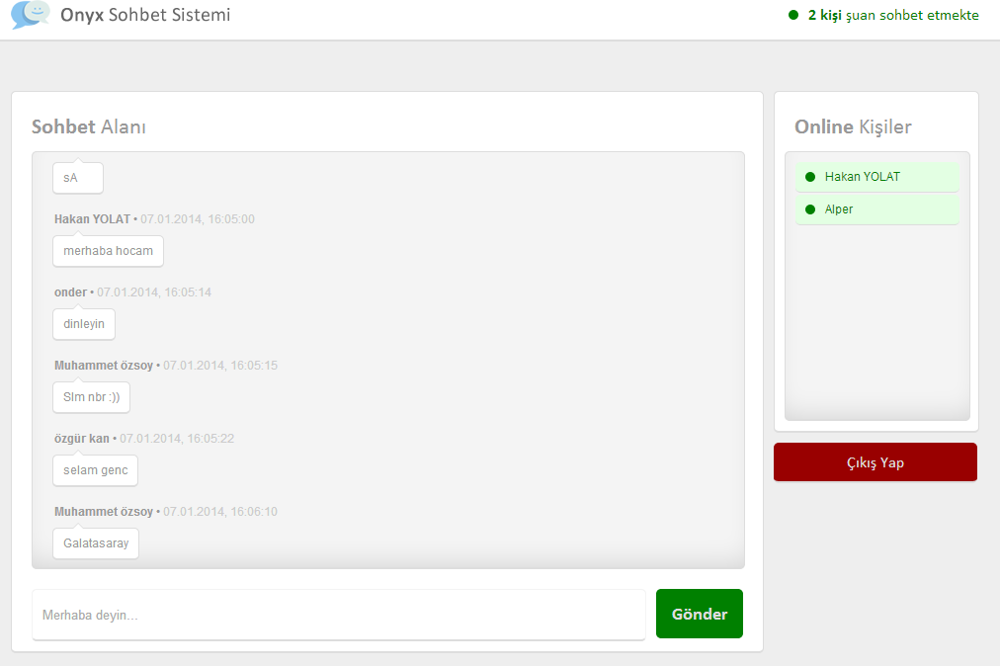 Onyx Sohbet Sistemi
2 kişi şuan sohbet etmekte
Sohbet Alanı
sA
Hakan YOLAT • 07.01.2014, 16:05:00
merhaba hocam
onder • 07.01.2014, 16:05:14
dinleyin
Muhammet özsoy • 07.01.2014, 16:05:15
Slm nbr :))
özgür kan • 07.01.2014, 16:05:22
selam genc
Muhammet özsoy • 07.01.2014, 16:06:10
Galatasaray
Merhaba deyin...
Gönder
Online Kişiler
Hakan YOLAT
Alper
Çıkış Yap